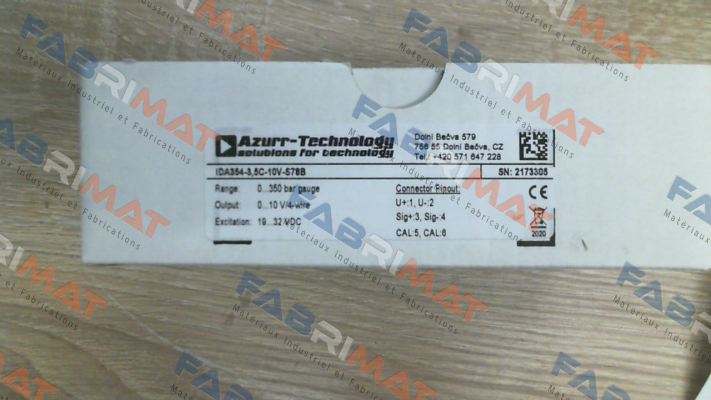 FABRIMAT
Matériaux Industriel et Fabrications
Azurr-Technology
solutions for technology
Dolni Bečva 579
756 55 Dolni Bečva, CZ
Tel.: +420 571 647 228
IDA354-3,5C-10V-S78B
SN: 2173305
Range: 0...350 bar gauge
Output: 0...10 V/4-wire
Excitation: 19...32 VDC
Connector Pinout:
U+:1, U-:2
Sig+:3, Sig-:4
CAL:5, CAL:6
CE
2020